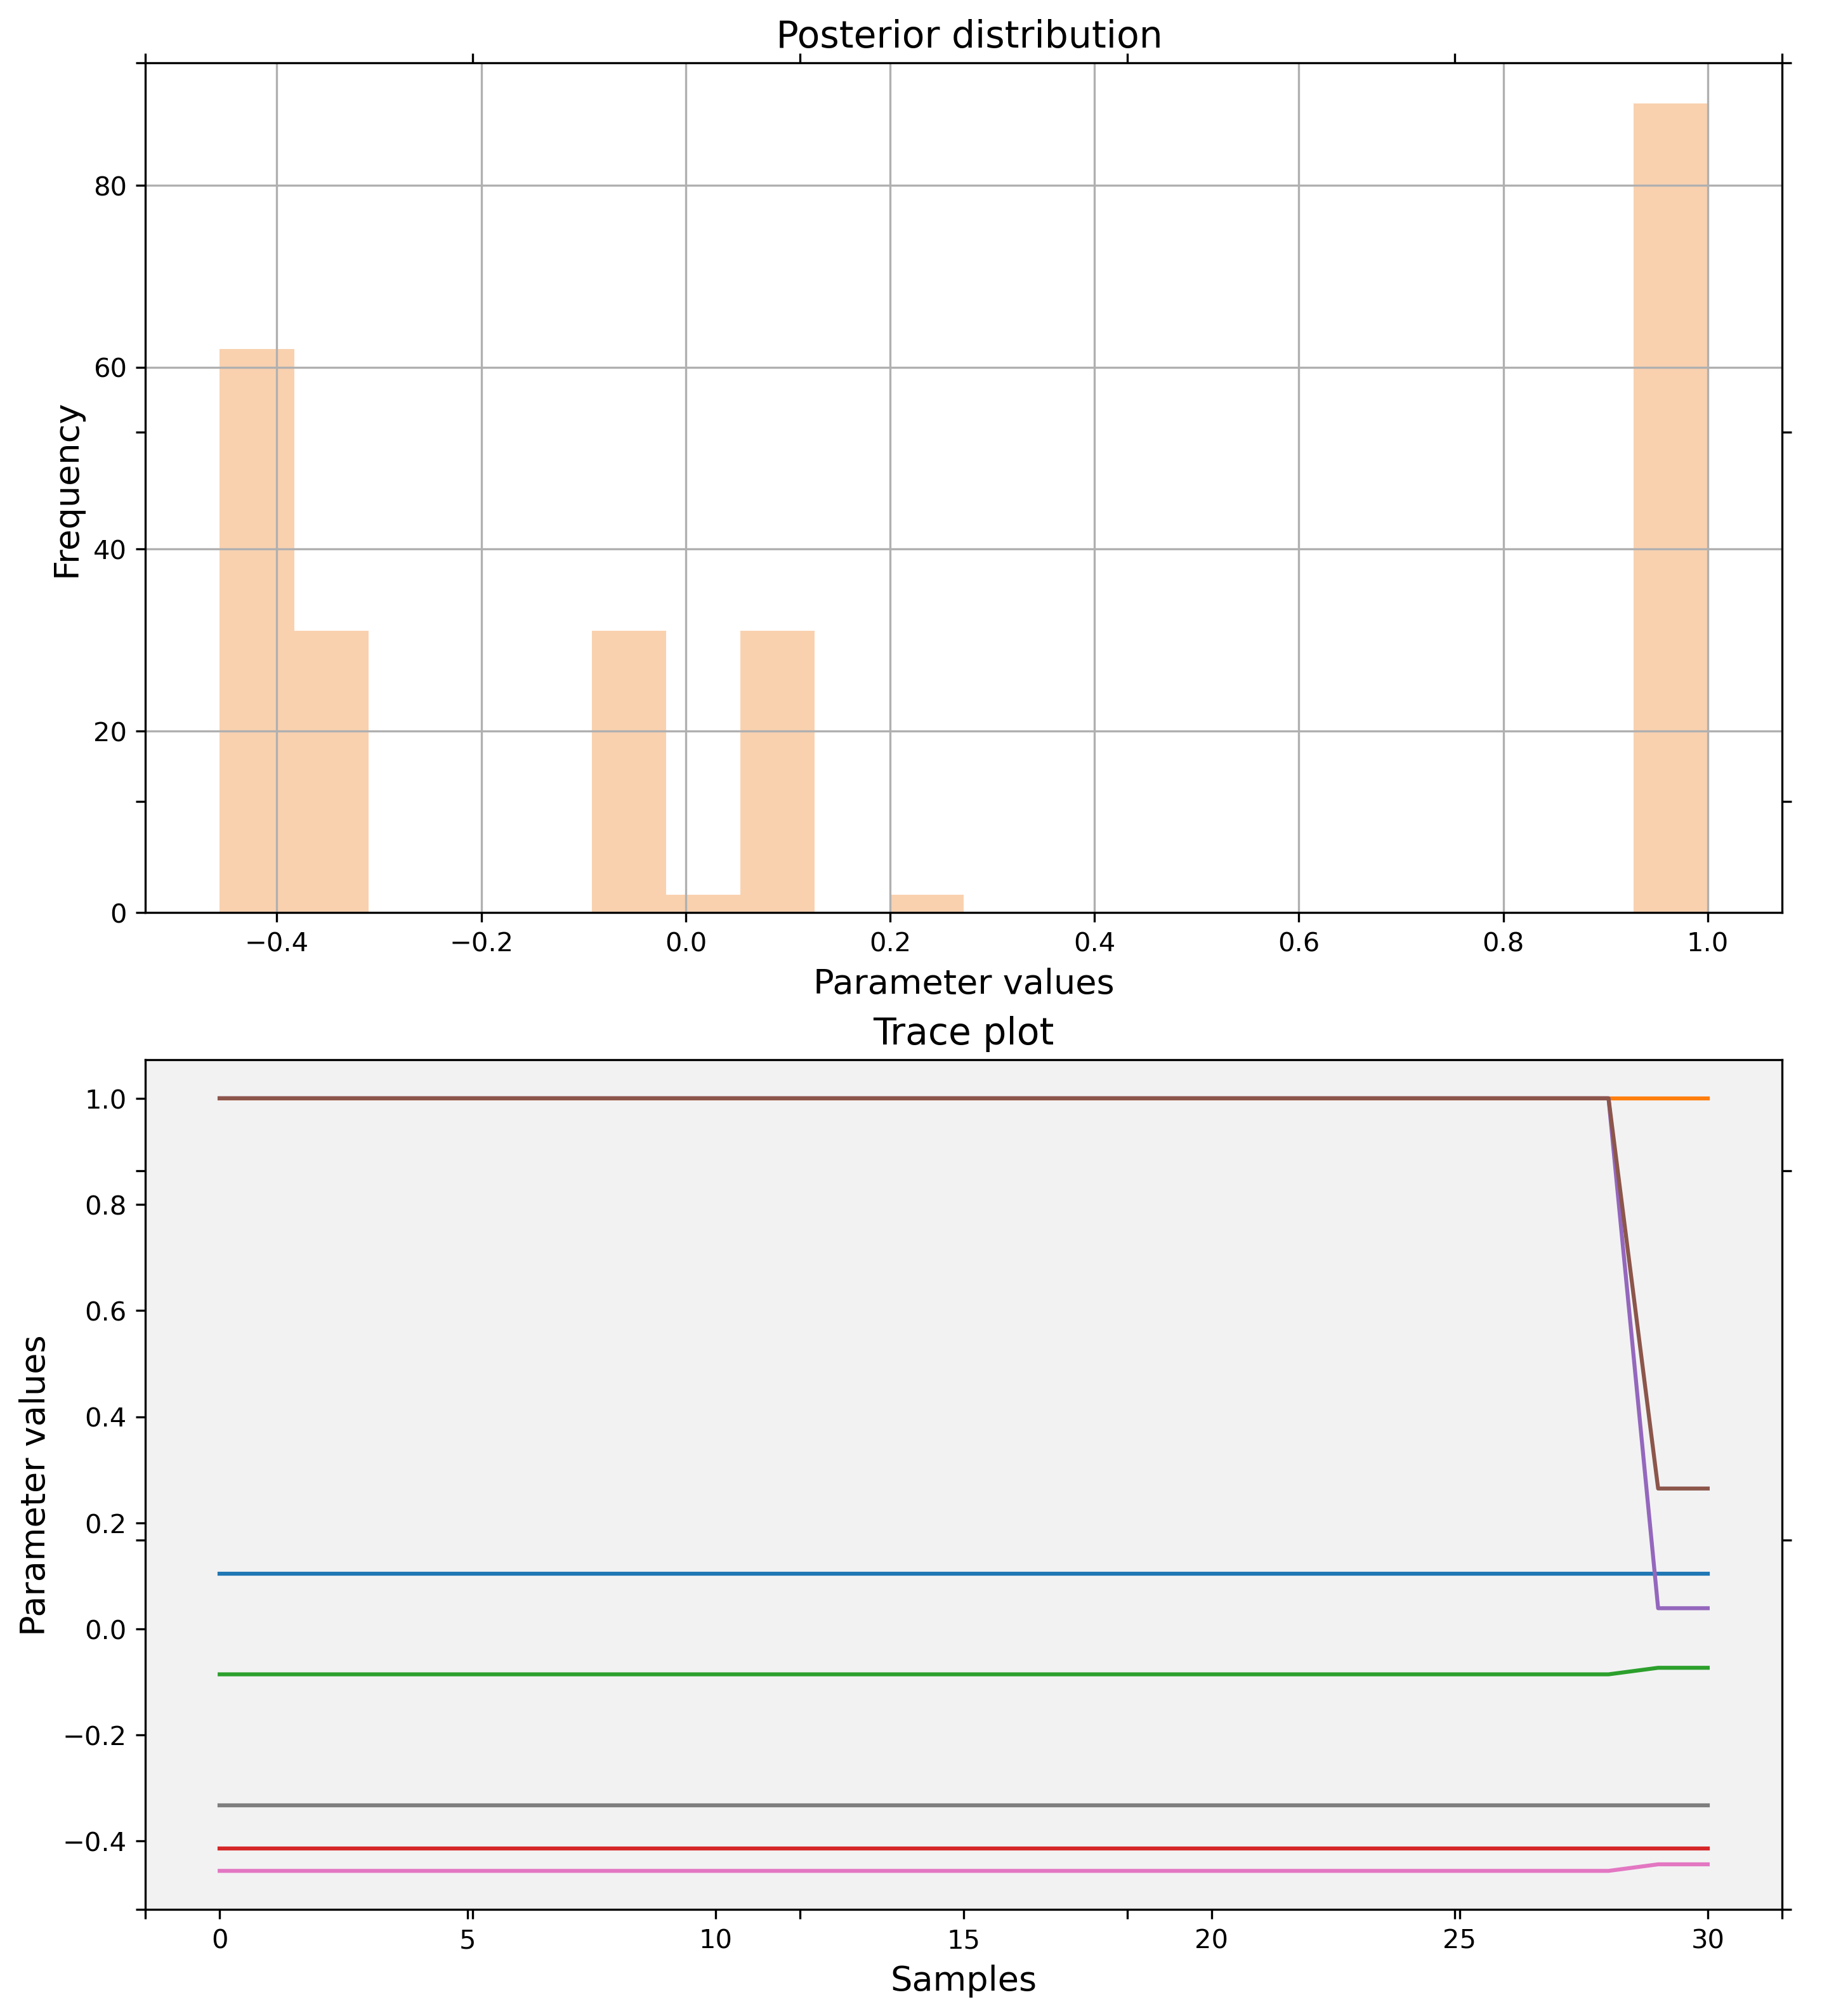 Posterior distribution
Frequency
80
60
40
20
0
−0.4 −0.2 0.0 0.2 0.4 0.6 0.8 1.0
Parameter values
Trace plot
Parameter values
1.0
0.8
0.6
0.4
0.2
0.0
−0.2
−0.4
0 5 10 15 20 25 30
Samples